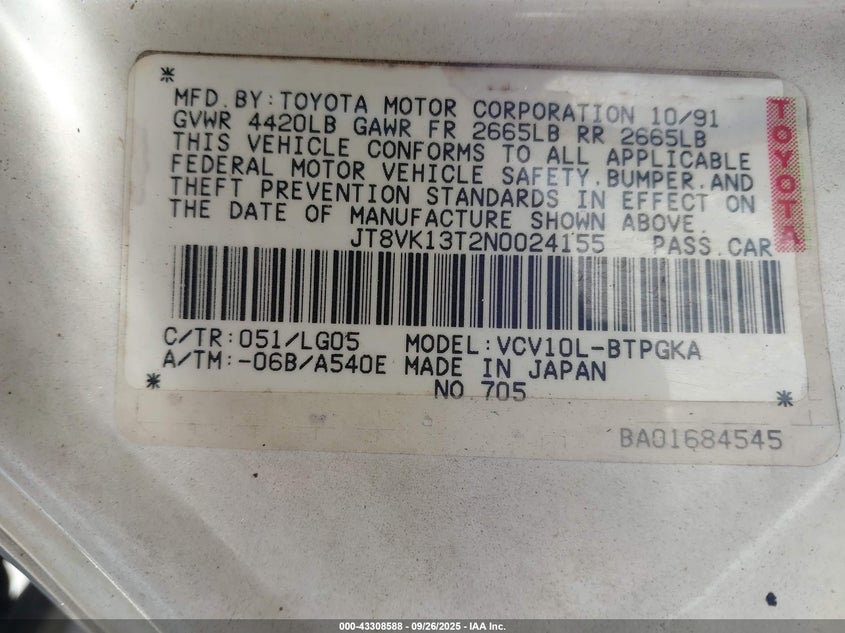 MFD. BY: TOYOTA MOTOR CORPORATION 10/91
GVWR 4420LB GAWR FR 2665LB RR 2665LB
THIS VEHICLE CONFORMS TO ALL APPLICABLE
FEDERAL MOTOR VEHICLE SAFETY, BUMPER, AND
THEFT PREVENTION STANDARDS IN EFFECT ON
THE DATE OF MANUFACTURE SHOWN ABOVE.
JT8VK13T2N0024155 PASS. CAR
TOYOTA
C/TR: 051/LG05 MODEL: VCV10L-BTPGKA
A/TM: -06B/A540E MADE IN JAPAN
NO. 705
BA01684545
000-43308588 - 09/26/2025 - IAA Inc.